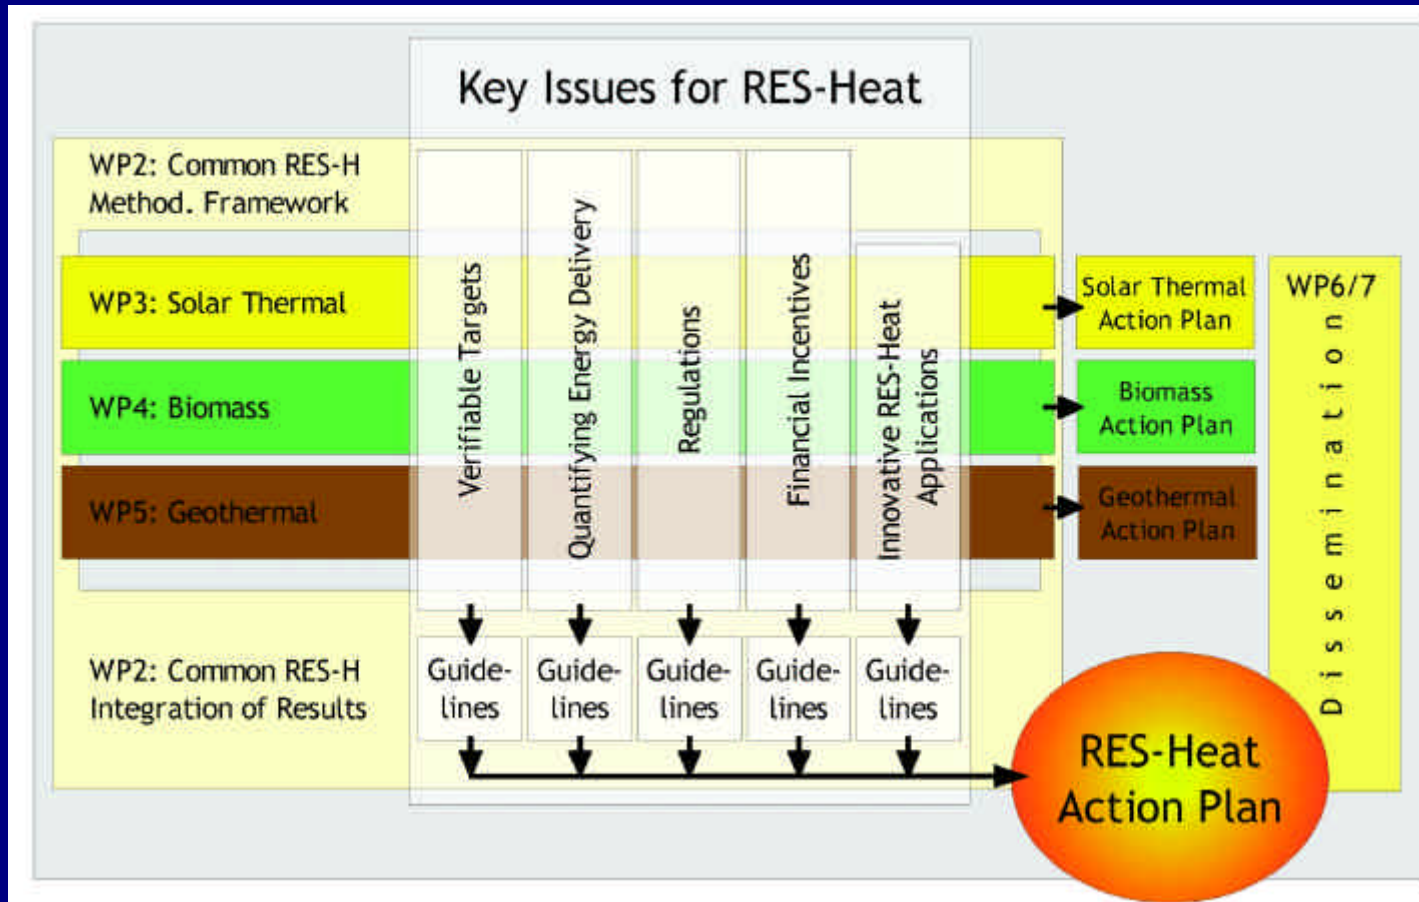 Key Issues for RES-Heat
WP2: Common RES-H
Method. Framework
WP3: Solar Thermal
WP4: Biomass
WP5: Geothermal
Verifiable Targets
Quantifying Energy Delivery
Regulations
Financial Incentives
Innovative RES-Heat
Applications
Solar Thermal
Action Plan
Biomass
Action Plan
Geothermal
Action Plan
WP6/7
Dissemination
WP2: Common RES-H
Integration of Results
Guide-
lines
Guide-
lines
Guide-
lines
Guide-
lines
Guide-
lines
RES-Heat
Action Plan